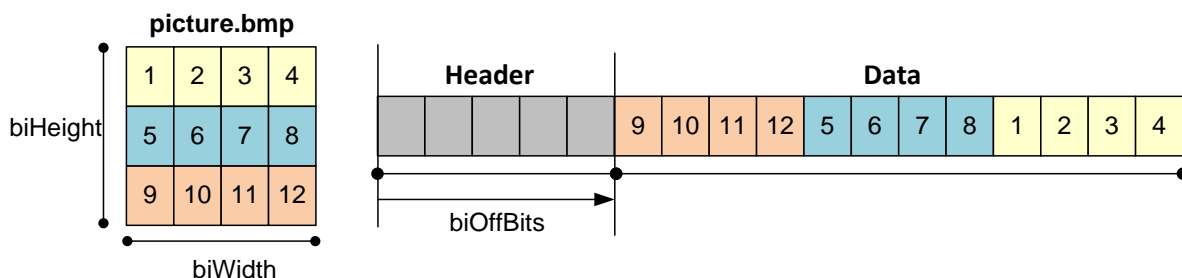 picture.bmp
1 2 3 4
biHeight
5 6 7 8
9 10 11 12
biWidth
Header
Data
9 10 11 12 5 6 7 8 1 2 3 4
biOffBits